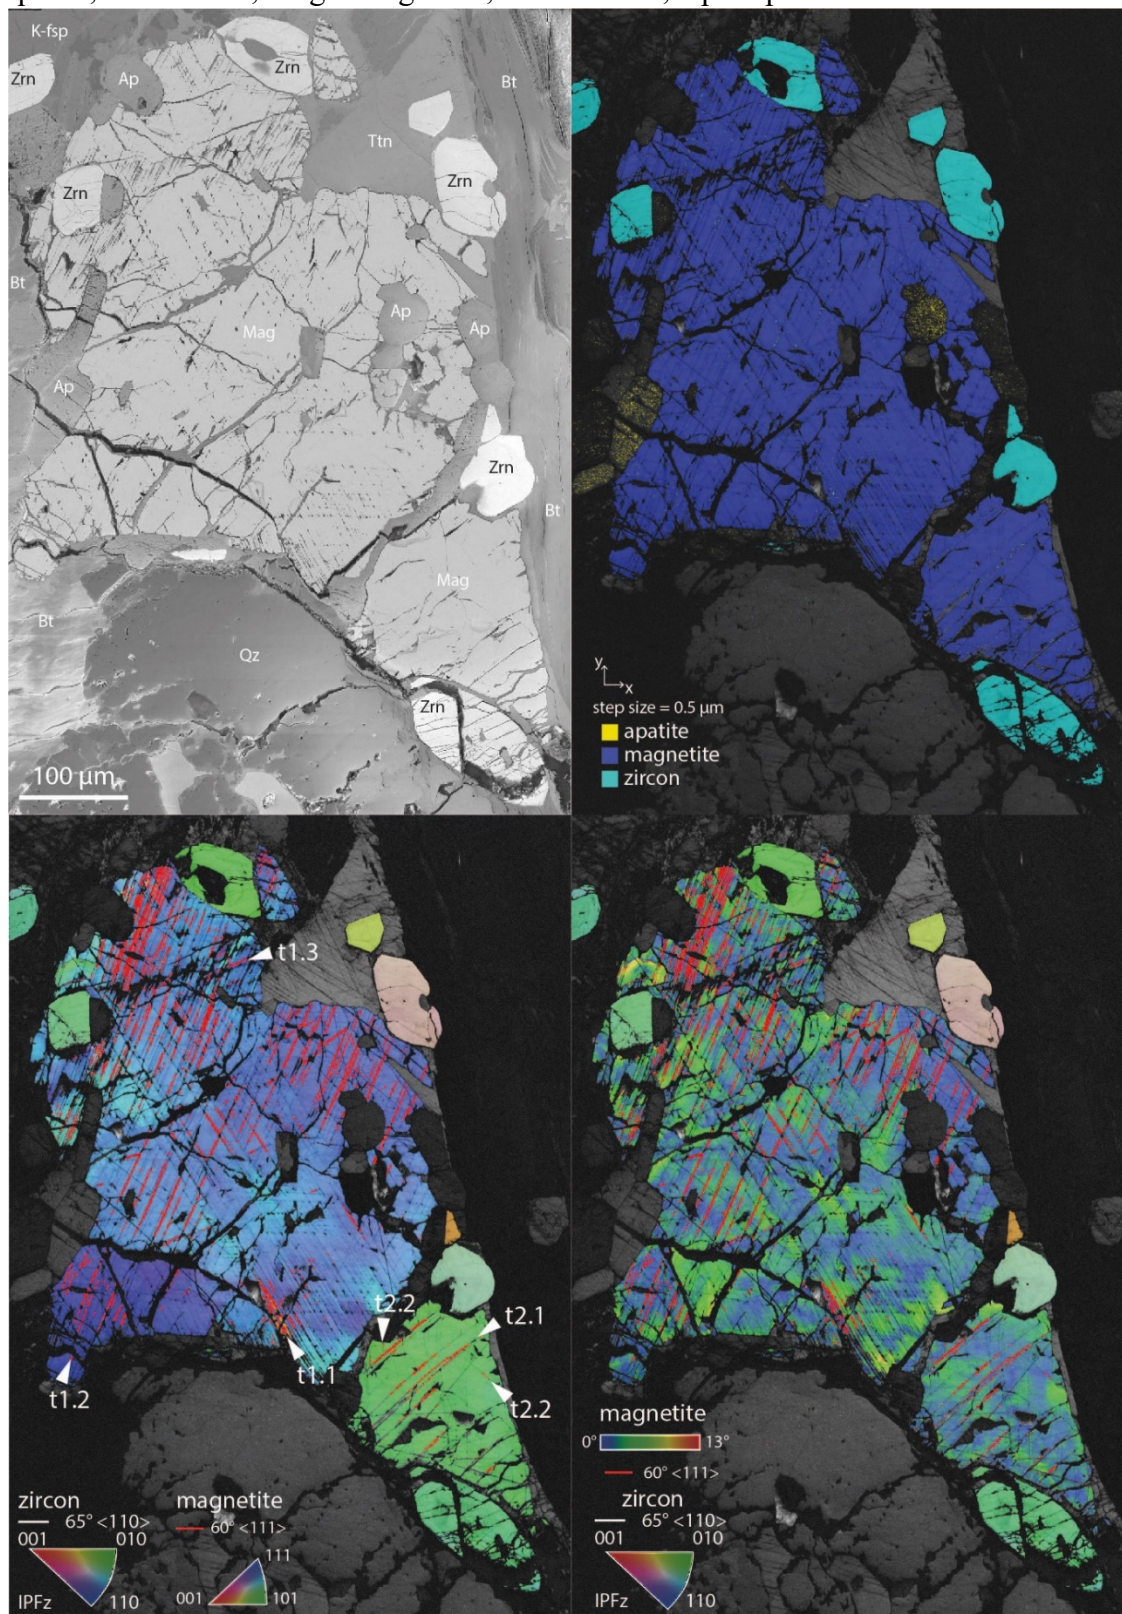 K-fsp
Zrn
Ap
Zrn
Bt
Ttn
Zrn
Zrn
Bt
Mag
Ap
Ap
Ap
Zrn
Bt
Mag
Bt
Qz
Zrn
100 µm
y
x
step size = 0.5 µm
apatite
magnetite
zircon
t1.3
t2.2
t2.1
t1.1
t1.2
t2.2
zircon
65° <110>
001 010
IPFz 110
magnetite
60° <111>
111
001 101
magnetite
0° 13°
60° <111>
zircon
65° <110>
001 010
IPFz 110